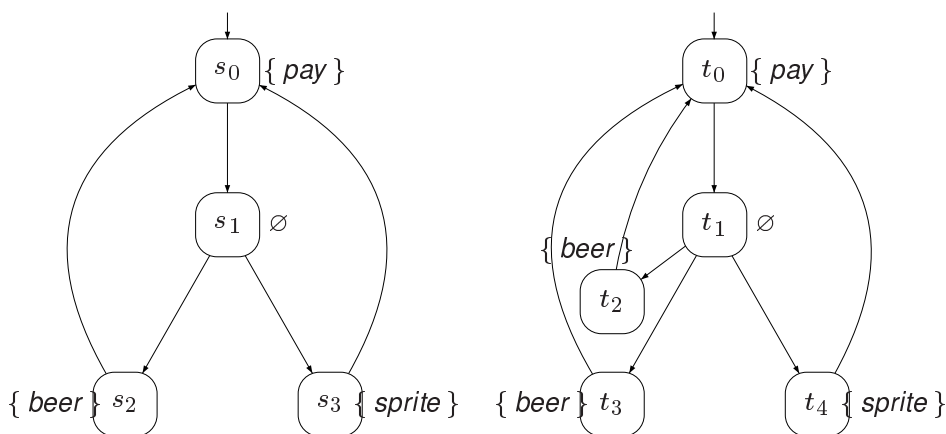 s₀ { pay } t₀ { pay }
s₁ ∅ t₁ ∅
{ beer }
t₂
{ beer } s₂ s₃ { sprite } { beer } t₃ t₄ { sprite }